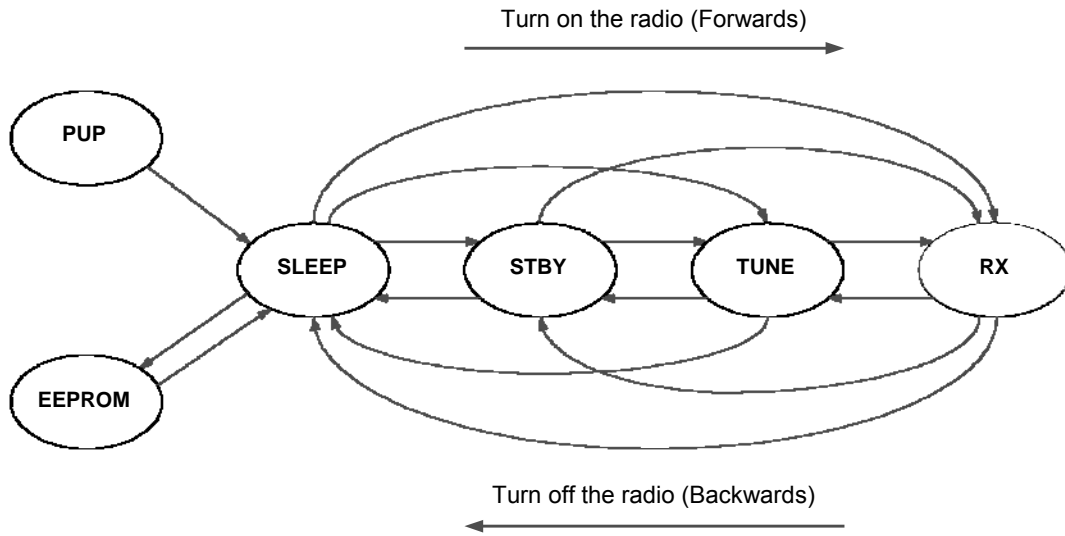 Turn on the radio (Forwards)
PUP
SLEEP
STBY
TUNE
RX
EEPROM
Turn off the radio (Backwards)